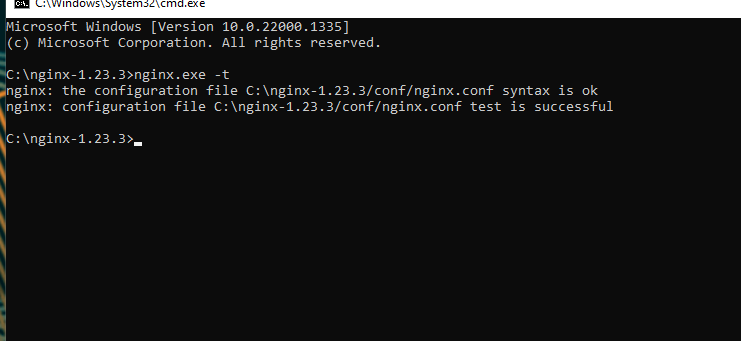 C:\Windows\System32\cmd.exe
Microsoft Windows [Version 10.0.22000.1335]
(c) Microsoft Corporation. All rights reserved.
C:\nginx-1.23.3>nginx.exe -t
nginx: the configuration file C:\nginx-1.23.3/conf/nginx.conf syntax is ok
nginx: configuration file C:\nginx-1.23.3/conf/nginx.conf test is successful
C:\nginx-1.23.3>